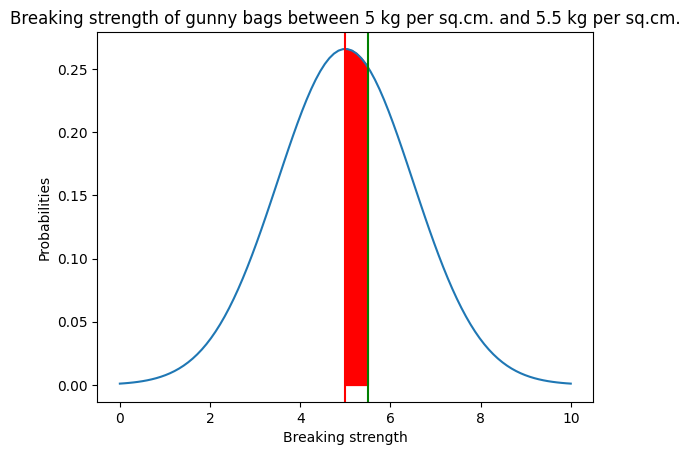 Breaking strength of gunny bags between 5 kg per sq.cm. and 5.5 kg per sq.cm.
0.25
0.20
0.15
0.10
0.05
0.00
Probabilities
0 2 4 6 8 10
Breaking strength